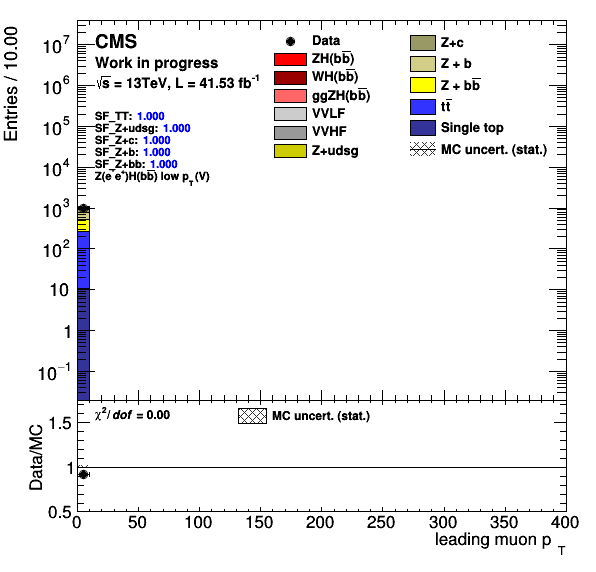 Entries / 10.00
10⁷
10⁶
10⁵
10⁴
10³
10²
10
1
10⁻¹
CMS
Work in progress
√s = 13TeV, L = 41.53 fb⁻¹
SF_TT: 1.000
SF_Z+udsg: 1.000
SF_Z+c: 1.000
SF_Z+b: 1.000
SF_Z+bb: 1.000
Z(e⁻e⁺)H(bb̅) low p_T(V)
Data
ZH(bb̅)
WH(bb̅)
ggZH(bb̅)
VVLF
VVHF
Z+udsg
Z+c
Z + b
Z + bb̅
tt̅
Single top
MC uncert. (stat.)
Data/MC
1.5
1
0.5
χ²/dof = 0.00
MC uncert. (stat.)
0 50 100 150 200 250 300 350 400
leading muon p_T